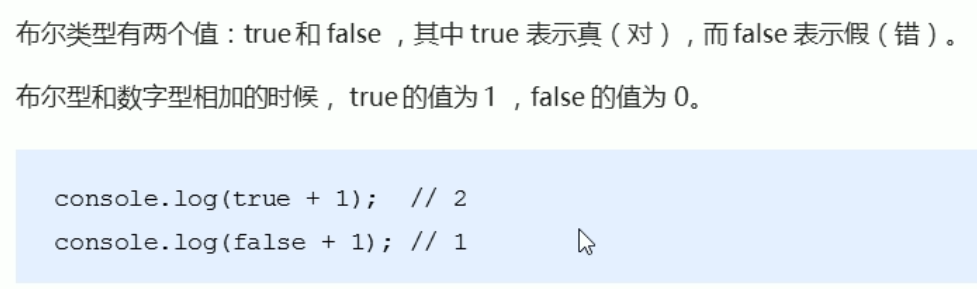 布尔类型有两个值：true 和 false ，其中 true 表示真（对），而 false 表示假（错）。
布尔型和数字型相加的时候， true 的值为 1 ，false 的值为 0。
console.log(true + 1);  // 2
console.log(false + 1); // 1